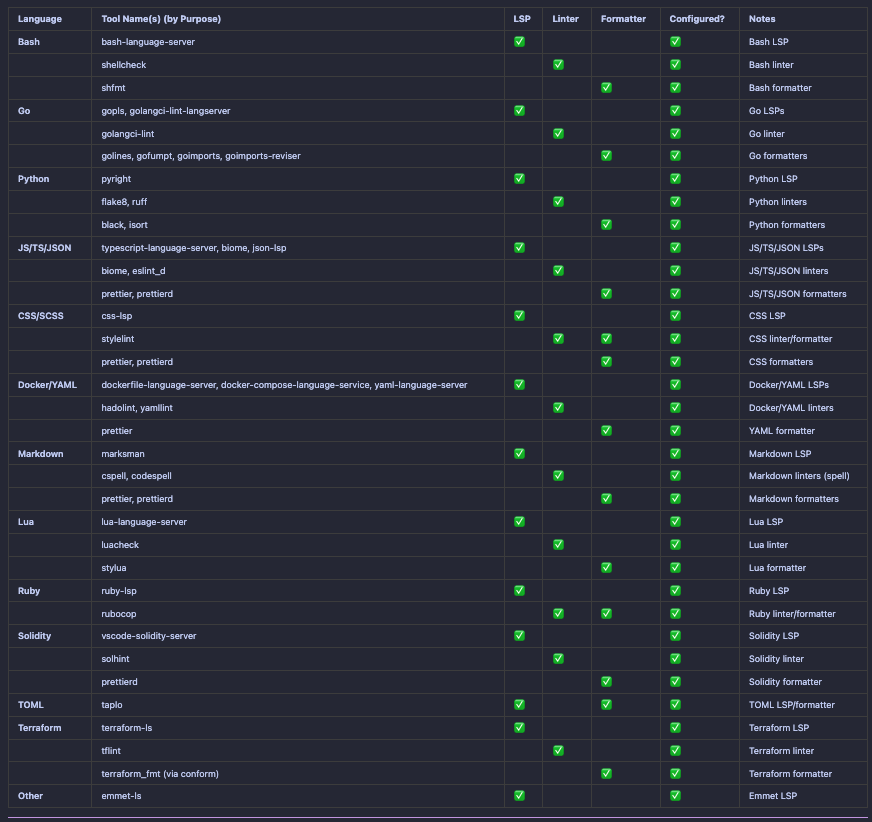 Language Tool Name(s) (by Purpose) LSP Linter Formatter Configured? Notes
Bash bash-language-server ✅ ✅ Bash LSP
shellcheck ✅ ✅ Bash linter
shfmt ✅ ✅ Bash formatter
Go gopls, golangci-lint-langserver ✅ ✅ Go LSPs
golangci-lint ✅ ✅ Go linter
golines, gofumpt, goimports, goimports-reviser ✅ ✅ Go formatters
Python pyright ✅ ✅ Python LSP
flake8, ruff ✅ ✅ Python linters
black, isort ✅ ✅ Python formatters
JS/TS/JSON typescript-language-server, biome, json-lsp ✅ ✅ JS/TS/JSON LSPs
biome, eslint_d ✅ ✅ JS/TS/JSON linters
prettier, prettierd ✅ ✅ JS/TS/JSON formatters
CSS/SCSS css-lsp ✅ ✅ CSS LSP
stylelint ✅ ✅ ✅ CSS linter/formatter
prettier, prettierd ✅ ✅ CSS formatters
Docker/YAML dockerfile-language-server, docker-compose-language-service, yaml-language-server ✅ ✅ Docker/YAML LSPs
hadolint, yamllint ✅ ✅ Docker/YAML linters
prettier ✅ ✅ YAML formatter
Markdown marksman ✅ ✅ Markdown LSP
cspell, codespell ✅ ✅ Markdown linters (spell)
prettier, prettierd ✅ ✅ Markdown formatters
Lua lua-language-server ✅ ✅ Lua LSP
luacheck ✅ ✅ Lua linter
stylua ✅ ✅ Lua formatter
Ruby ruby-lsp ✅ ✅ Ruby LSP
rubocop ✅ ✅ ✅ Ruby linter/formatter
Solidity vscode-solidity-server ✅ ✅ Solidity LSP
solhint ✅ ✅ Solidity linter
prettierd ✅ ✅ Solidity formatter
TOML taplo ✅ ✅ ✅ TOML LSP/formatter
Terraform terraform-ls ✅ ✅ Terraform LSP
tflint ✅ ✅ Terraform linter
terraform_fmt (via conform) ✅ ✅ Terraform formatter
Other emmet-ls ✅ ✅ Emmet LSP